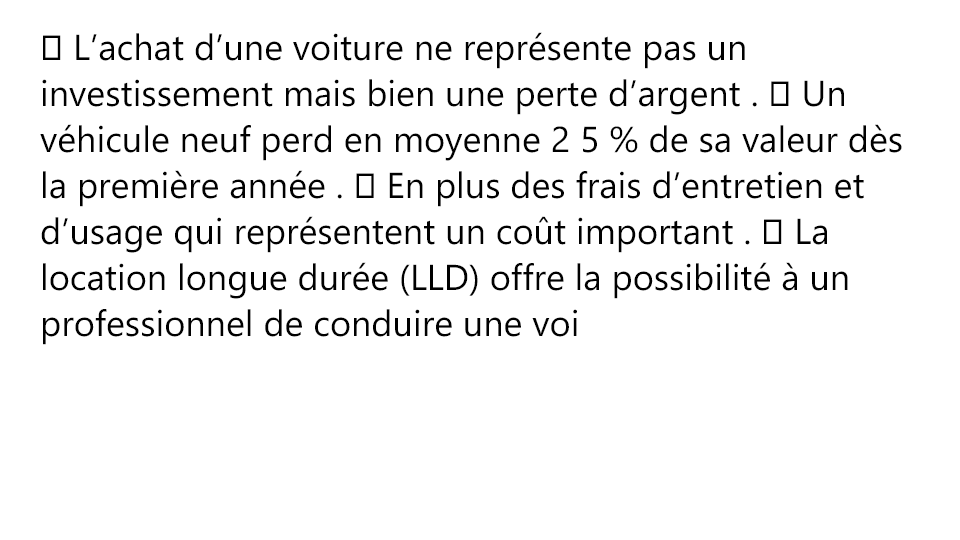 ▯ L’achat d’une voiture ne représente pas un
investissement mais bien une perte d’argent . ▯ Un
véhicule neuf perd en moyenne 2 5 % de sa valeur dès
la première année . ▯ En plus des frais d’entretien et
d’usage qui représentent un coût important . ▯ La
location longue durée (LLD) offre la possibilité à un
professionnel de conduire une voi